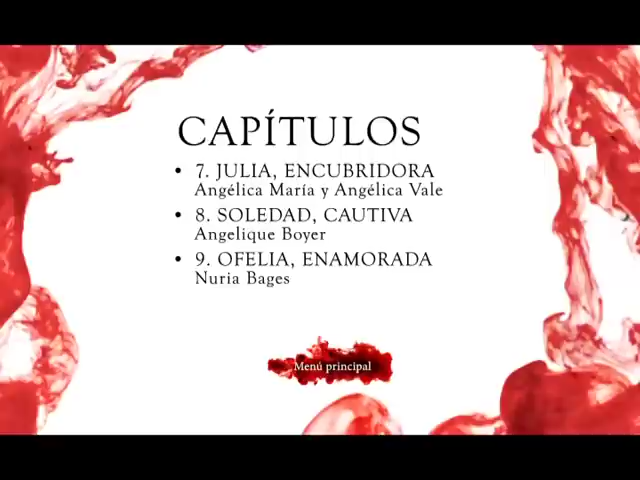 CAPÍTULOS
• 7. JULIA, ENCUBRIDORA
Angélica María y Angélica Vale
• 8. SOLEDAD, CAUTIVA
Angelique Boyer
• 9. OFELIA, ENAMORADA
Nuria Bages
Menú principal